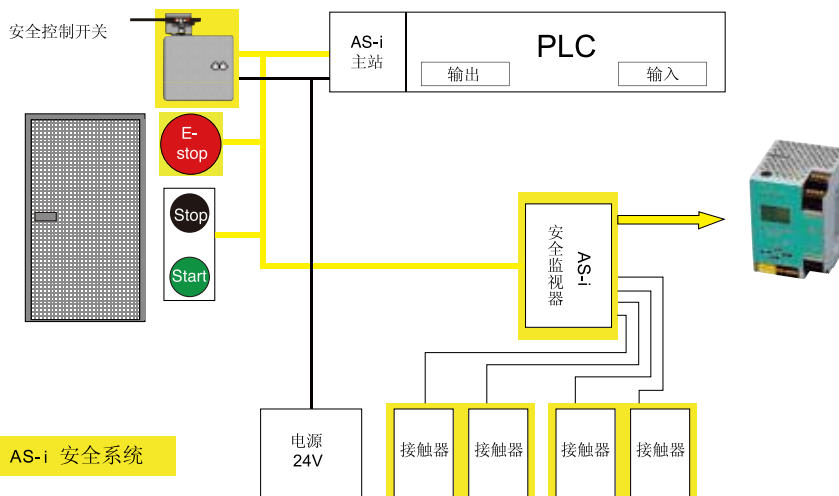 安全控制开关
AS-i
主站
PLC
输出
输入
E-
stop
Stop
Start
AS-i
安全监视器
电源
24V
接触器
接触器
接触器
接触器
AS-i 安全系统